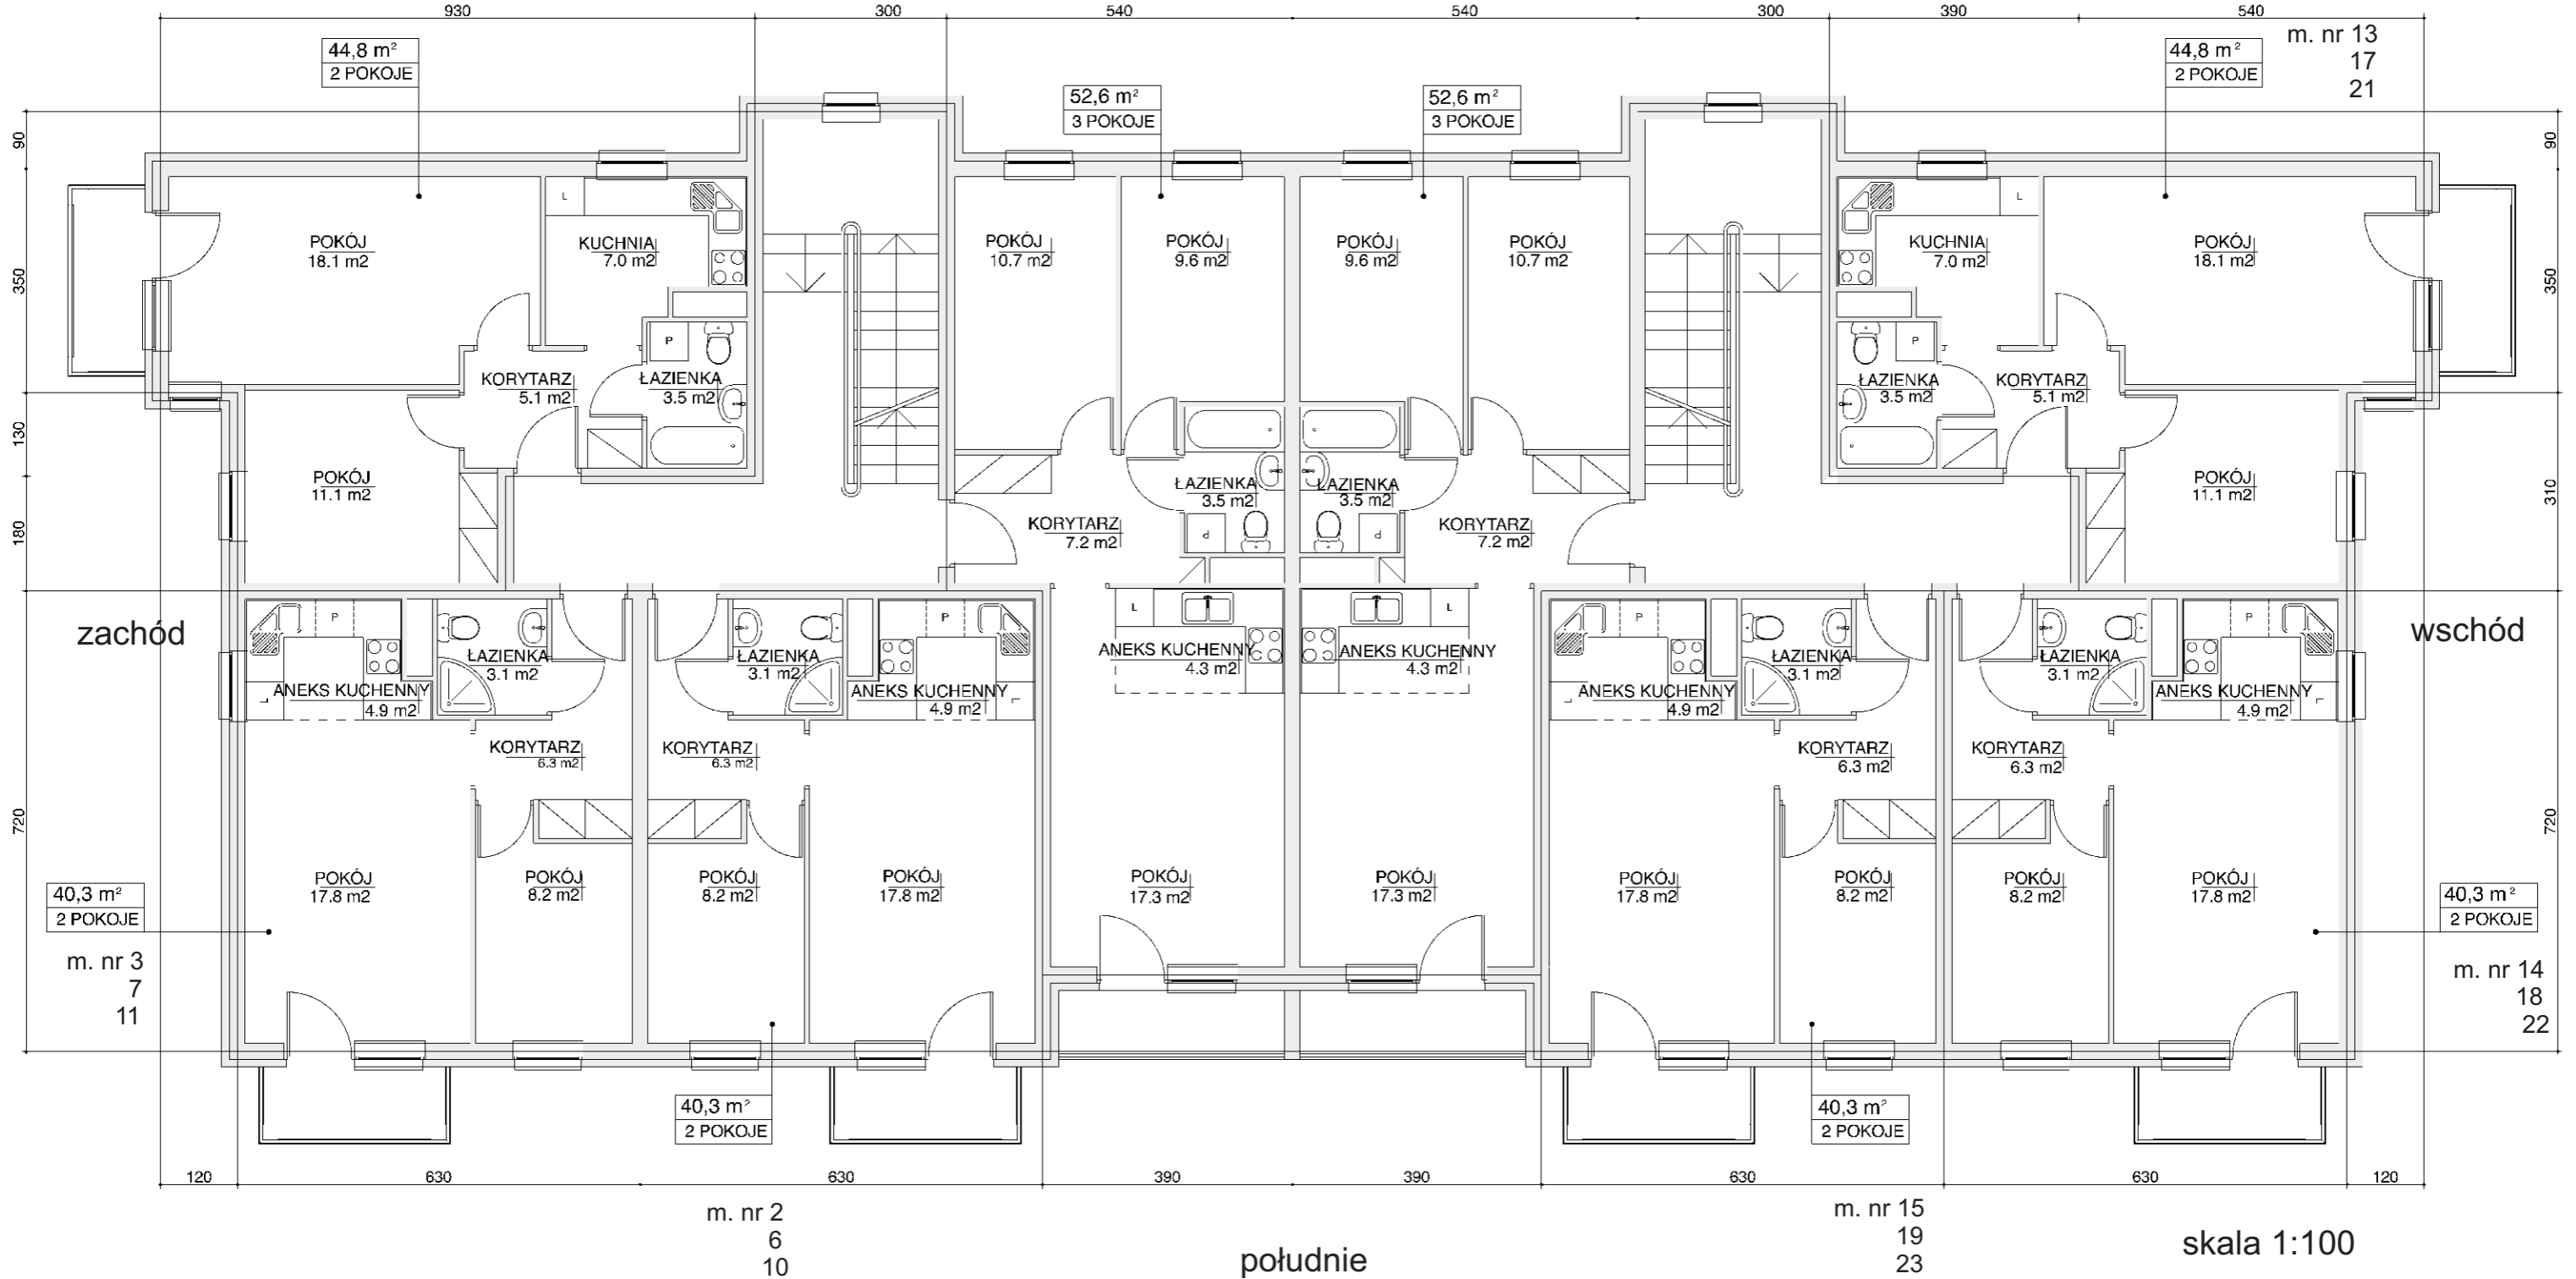 930
300
540
540
300
390
540
44,8 m²
2 POKOJE
52,6 m²
3 POKOJE
52,6 m²
3 POKOJE
44,8 m²
2 POKOJE
m. nr 13
17
21
90
350
130
180
720
90
350
310
720
POKÓJ
18.1 m2
L
KUCHNIA
7.0 m2
POKÓJ
10.7 m2
POKÓJ
9.6 m2
POKÓJ
9.6 m2
POKÓJ
10.7 m2
KUCHNIA
7.0 m2
L
POKÓJ
18.1 m2
P
P
KORYTARZ
5.1 m2
ŁAZIENKA
3.5 m2
ŁAZIENKA
3.5 m2
KORYTARZ
5.1 m2
POKÓJ
11.1 m2
ŁAZIENKA
3.5 m2
ŁAZIENKA
3.5 m2
POKÓJ
11.1 m2
KORYTARZ
7.2 m2
P
P
KORYTARZ
7.2 m2
zachód
wschód
P
P
L
L
P
P
ŁAZIENKA
3.1 m2
ŁAZIENKA
3.1 m2
ANEKS KUCHENNY
4.3 m2
ANEKS KUCHENNY
4.3 m2
ŁAZIENKA
3.1 m2
ŁAZIENKA
3.1 m2
L
ANEKS KUCHENNY
4.9 m2
ANEKS KUCHENNY
4.9 m2
L
L
ANEKS KUCHENNY
4.9 m2
ANEKS KUCHENNY
4.9 m2
L
KORYTARZ
6.3 m2
KORYTARZ
6.3 m2
KORYTARZ
6.3 m2
KORYTARZ
6.3 m2
POKÓJ
17.8 m2
POKÓJ
8.2 m2
POKÓJ
8.2 m2
POKÓJ
17.8 m2
POKÓJ
17.3 m2
POKÓJ
17.3 m2
POKÓJ
17.8 m2
POKÓJ
8.2 m2
POKÓJ
8.2 m2
POKÓJ
17.8 m2
40,3 m²
2 POKOJE
m. nr 3
7
11
40,3 m²
2 POKOJE
m. nr 14
18
22
40,3 m²
2 POKOJE
40,3 m²
2 POKOJE
120
630
630
390
390
630
630
120
m. nr 2
6
10
południe
m. nr 15
19
23
skala 1:100